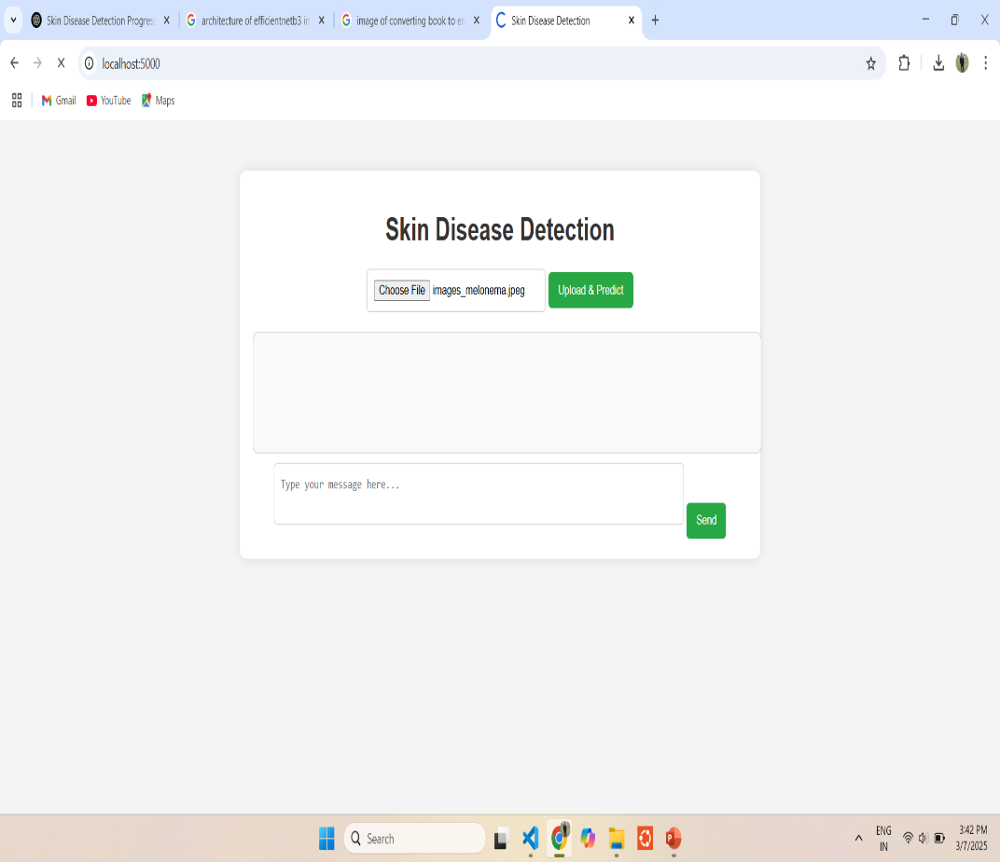 Skin Disease Detection Progres
architecture of efficientnetb3 in
image of converting book to em
Skin Disease Detection
localhost:5000
Gmail
YouTube
Maps
Skin Disease Detection
Choose File images_melonema.jpeg
Upload & Predict
Type your message here...
Send
Search
ENG
IN
3:42 PM
3/7/2025